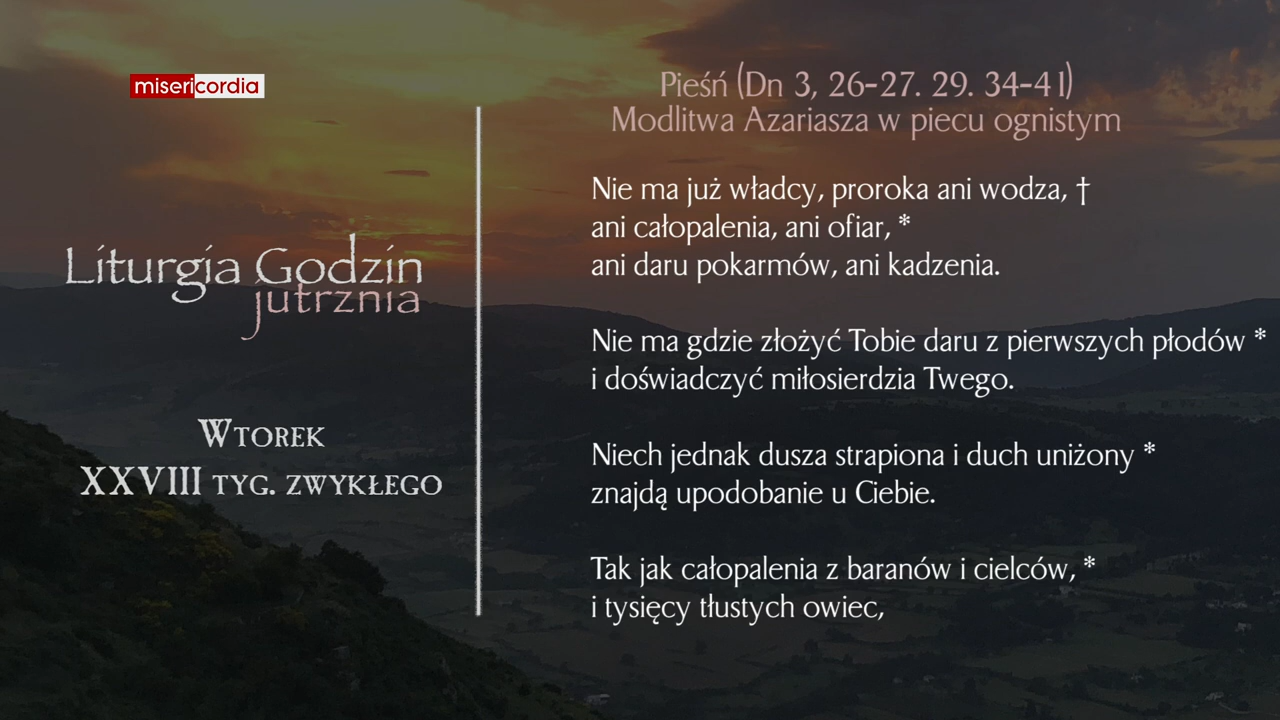 misericordia
Liturgia Godzin
jutrznia
Wtorek
XXVIII tyg. zwykłego
Pieśń (Dn 3, 26-27. 29. 34-41)
Modlitwa Azariasza w piecu ognistym
Nie ma już władcy, proroka ani wodza, †
ani całopalenia, ani ofiar, *
ani daru pokarmów, ani kadzenia.
Nie ma gdzie złożyć Tobie daru z pierwszych płodów *
i doświadczyć miłosierdzia Twego.
Niech jednak dusza strapiona i duch uniżony *
znajdą upodobanie u Ciebie.
Tak jak całopalenia z baranów i cielców, *
i tysięcy tłustych owiec,